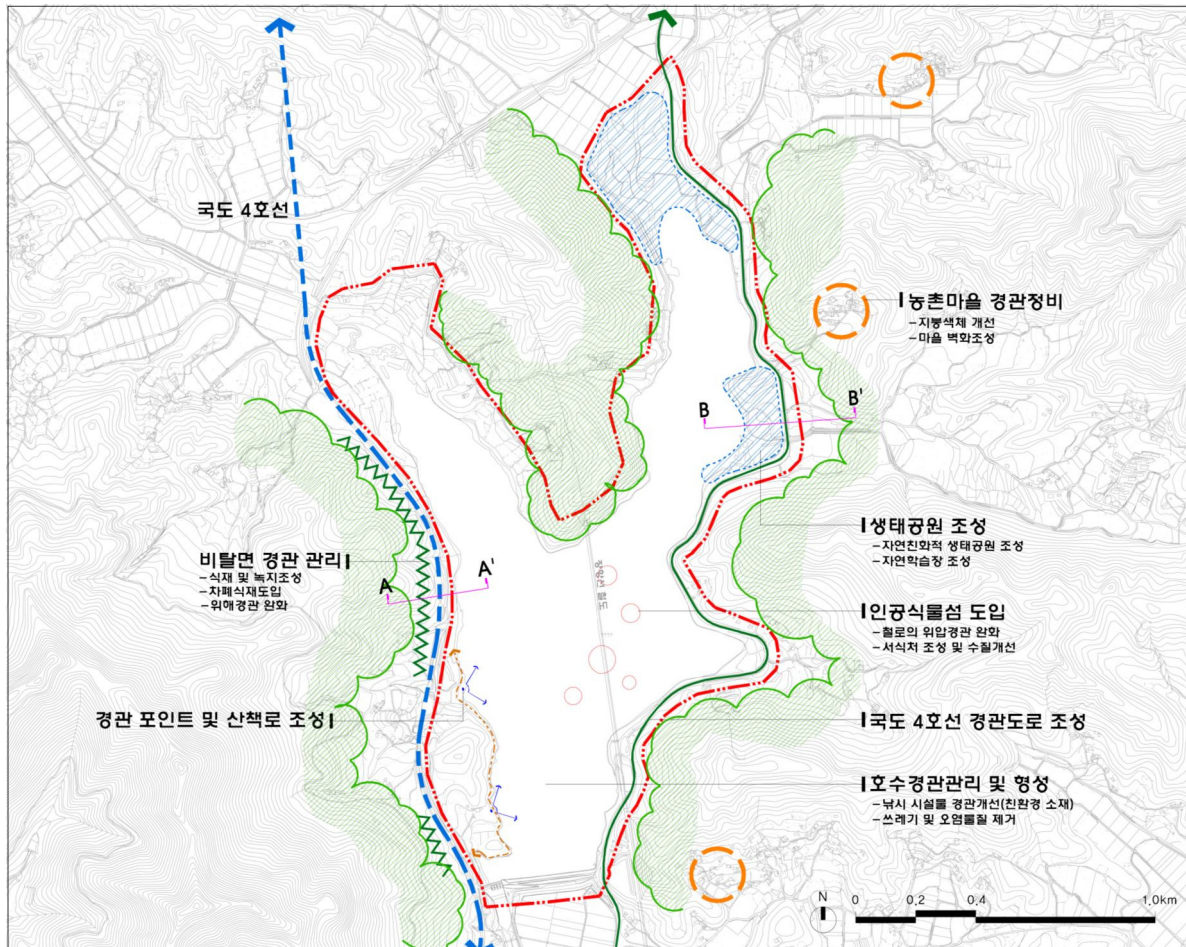 국도 4호선
농촌마을 경관정비
-지붕색체 개선
-마을 벽화조성
B
B'
생태공원 조성
-자연친화적 생태공원 조성
-자연학습장 조성
비탈면 경관 관리
-식재 및 녹지조성
-차폐식재도입
-위해경관 완화
A
A'
장항선 철도
인공식물섬 도입
-철로의 위압경관 완화
-서식처 조성 및 수질개선
경관 포인트 및 산책로 조성
국도 4호선 경관도로 조성
호수경관관리 및 형성
-낚시 시설물 경관개선(친환경 소재)
-쓰레기 및 오염물질 제거
N
0 0.2 0.4 1.0km